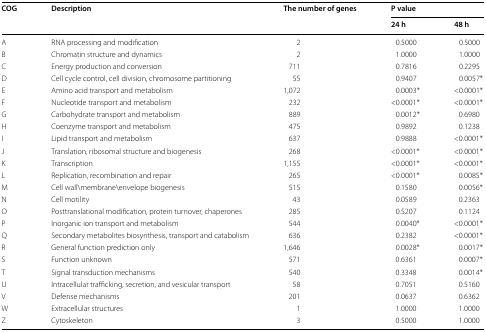 COG Description The number of genes P value
24 h 48 h
A RNA processing and modification 2 0.5000 0.5000
B Chromatin structure and dynamics 2 1.0000 1.0000
C Energy production and conversion 711 0.7816 0.2295
D Cell cycle control, cell division, chromosome partitioning 55 0.9407 0.0057*
E Amino acid transport and metabolism 1,072 0.0003* <0.0001*
F Nucleotide transport and metabolism 232 <0.0001* <0.0001*
G Carbohydrate transport and metabolism 889 0.0012* 0.6980
H Coenzyme transport and metabolism 475 0.9892 0.1238
I Lipid transport and metabolism 637 0.9888 <0.0001*
J Translation, ribosomal structure and biogenesis 268 <0.0001* <0.0001*
K Transcription 1,155 <0.0001* <0.0001*
L Replication, recombination and repair 265 <0.0001* 0.0085*
M Cell wall\membrane\envelope biogenesis 515 0.1580 0.0056*
N Cell motility 43 0.0589 0.2363
O Posttranslational modification, protein turnover, chaperones 285 0.5207 0.1124
P Inorganic ion transport and metabolism 544 0.0040* <0.0001*
Q Secondary metabolites biosynthesis, transport and catabolism 636 0.2382 <0.0001*
R General function prediction only 1,646 0.0028* 0.0017*
S Function unknown 571 0.6361 0.0007*
T Signal transduction mechanisms 540 0.3348 0.0014*
U Intracellular trafficking, secretion, and vesicular transport 58 0.7051 0.5160
V Defense mechanisms 201 0.0637 0.6362
W Extracellular structures 1 1.0000 1.0000
Z Cytoskeleton 3 0.5000 1.0000